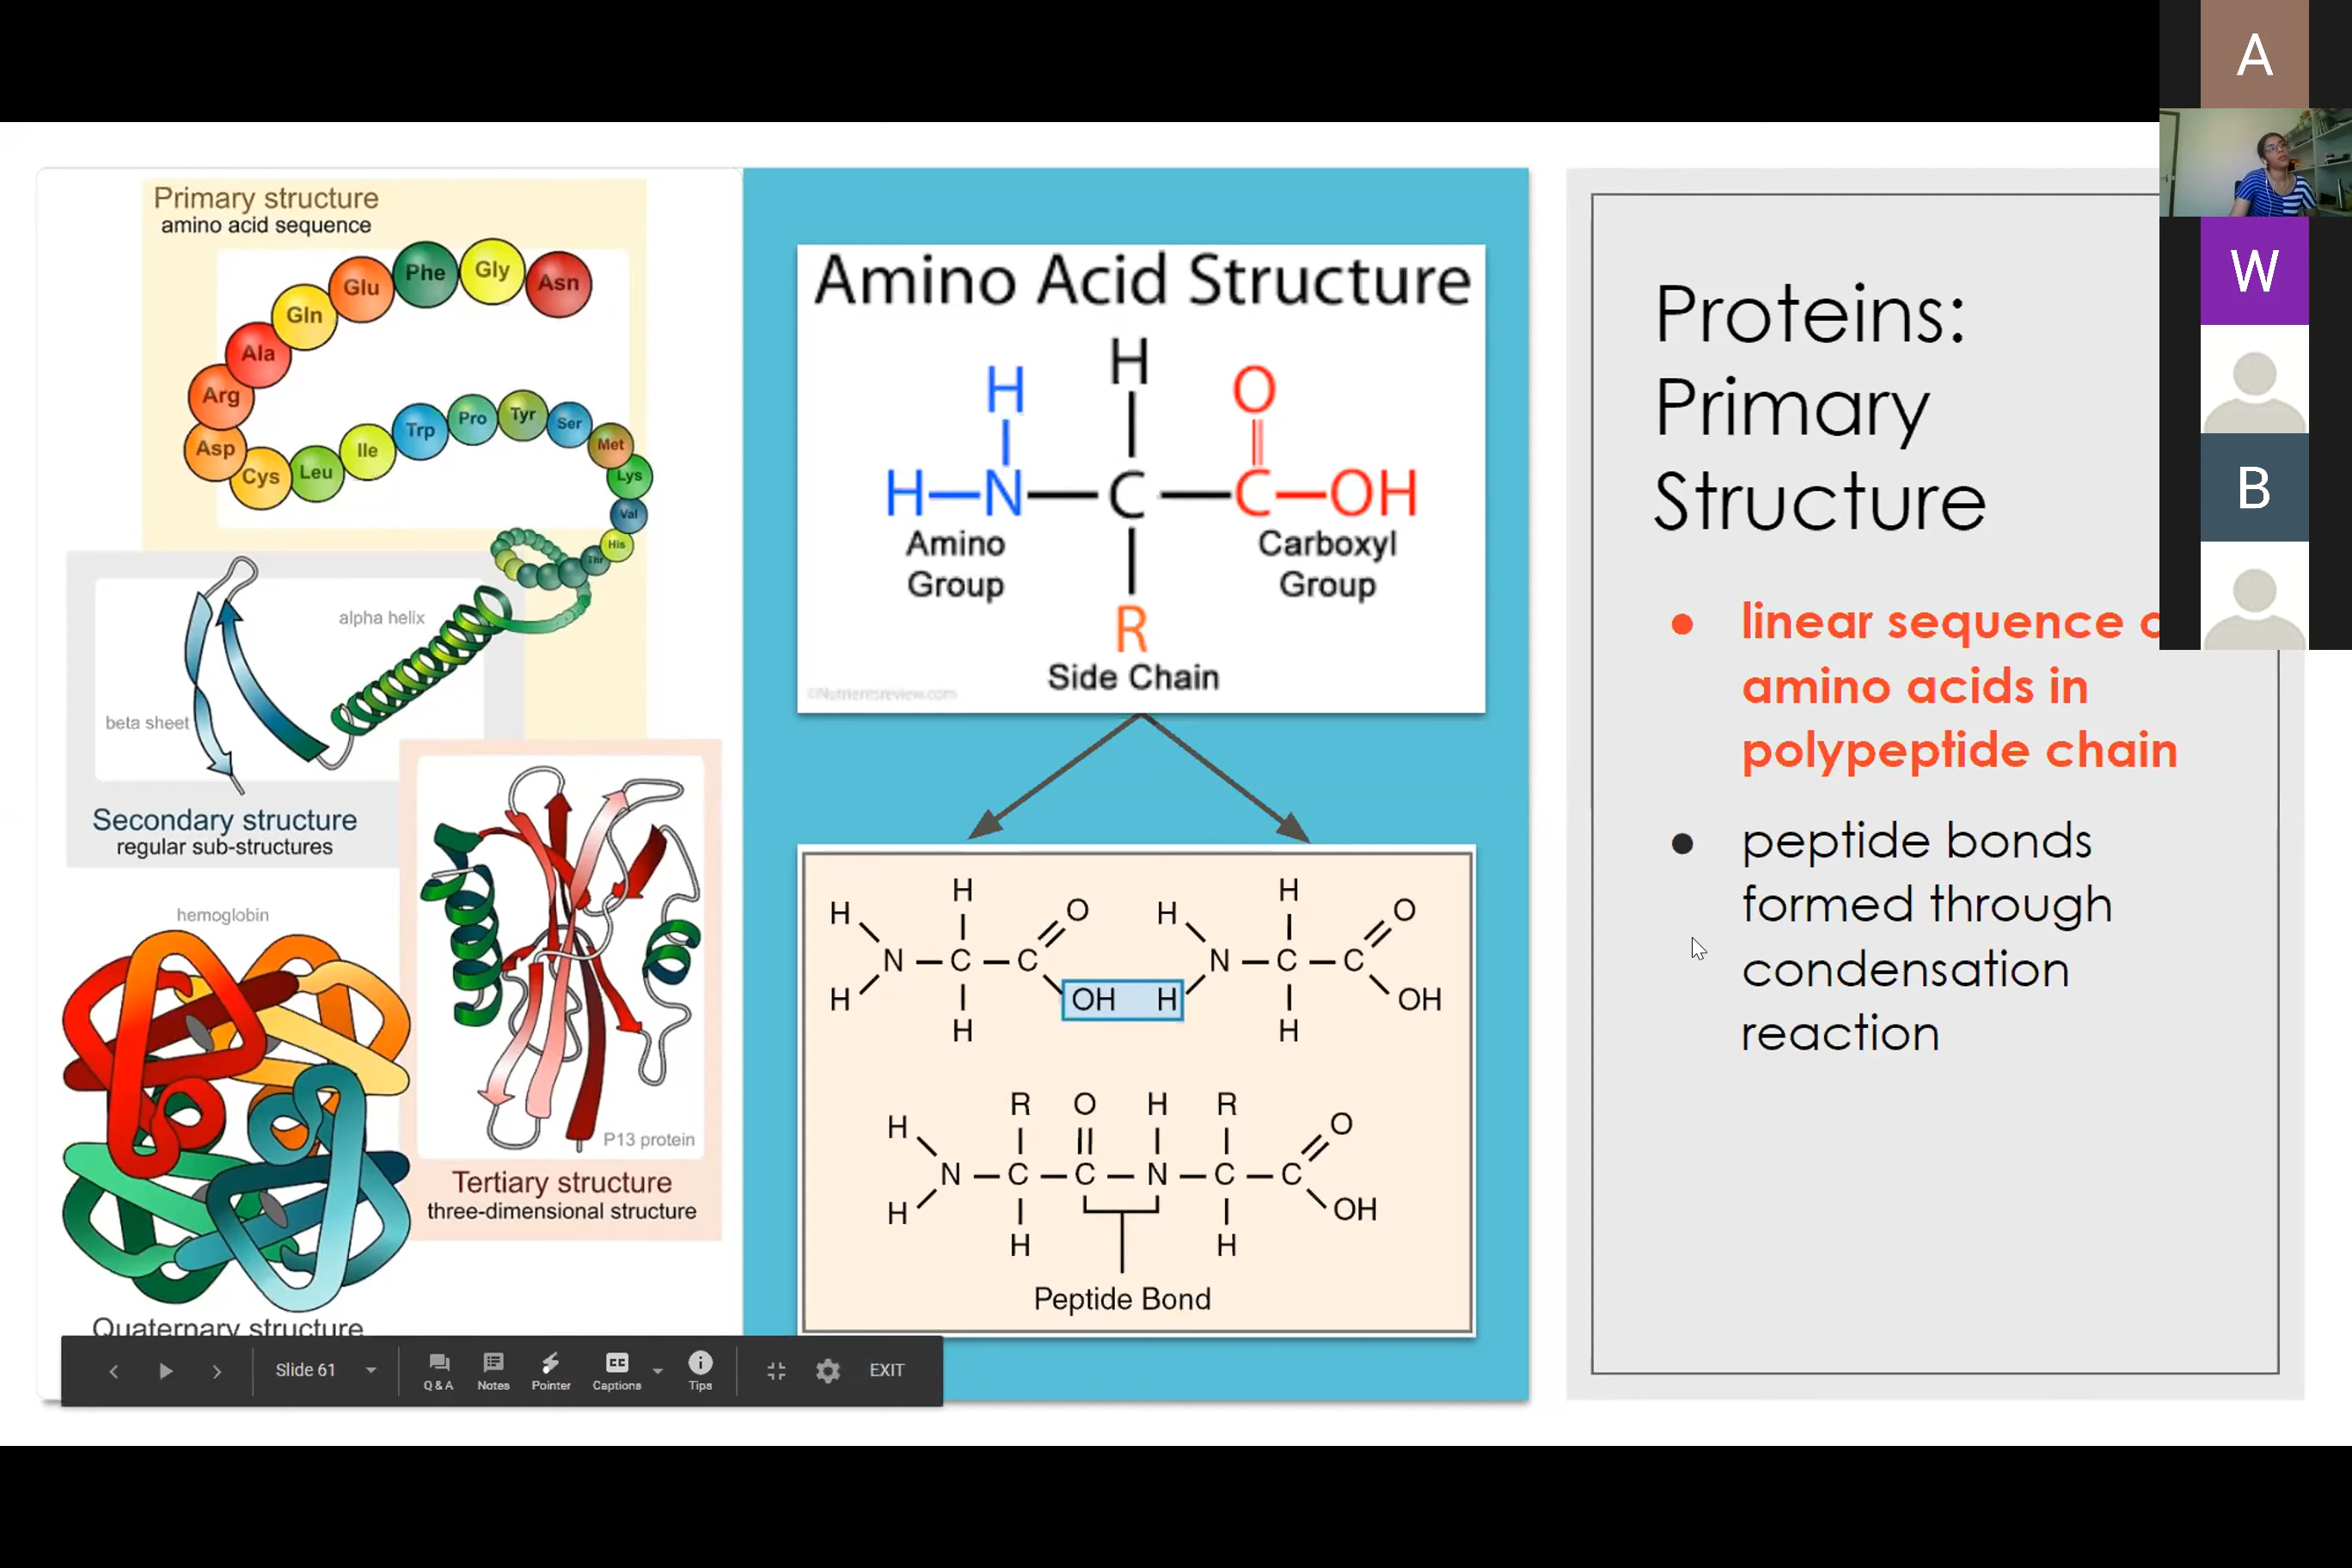 Primary structure
amino acid sequence
Asn
Gly
Phe
Glu
Gln
Ala
Arg
Asp
Cys
Leu
Ile
Trp
Pro
Tyr
Ser
Met
Lys
Val
His
Thr
alpha helix
beta sheet
Secondary structure
regular sub-structures
hemoglobin
P13 protein
Tertiary structure
three-dimensional structure
Quaternary structure
Amino Acid Structure
H H O
H N C C OH
Amino Carboxyl
Group Group
R
Side Chain
©Nutrientsreview.com
H H O H H O
N C C N C C
H OH H OH
H H
R O H R
H O
N C C N C C
H OH
H H
Peptide Bond
Proteins:
Primary
Structure
● linear sequence
amino acids in
polypeptide chain
● peptide bonds
formed through
condensation
reaction
A
W
B
Slide 61
Q & A
Notes
Pointer
CC
Captions
Tips
EXIT